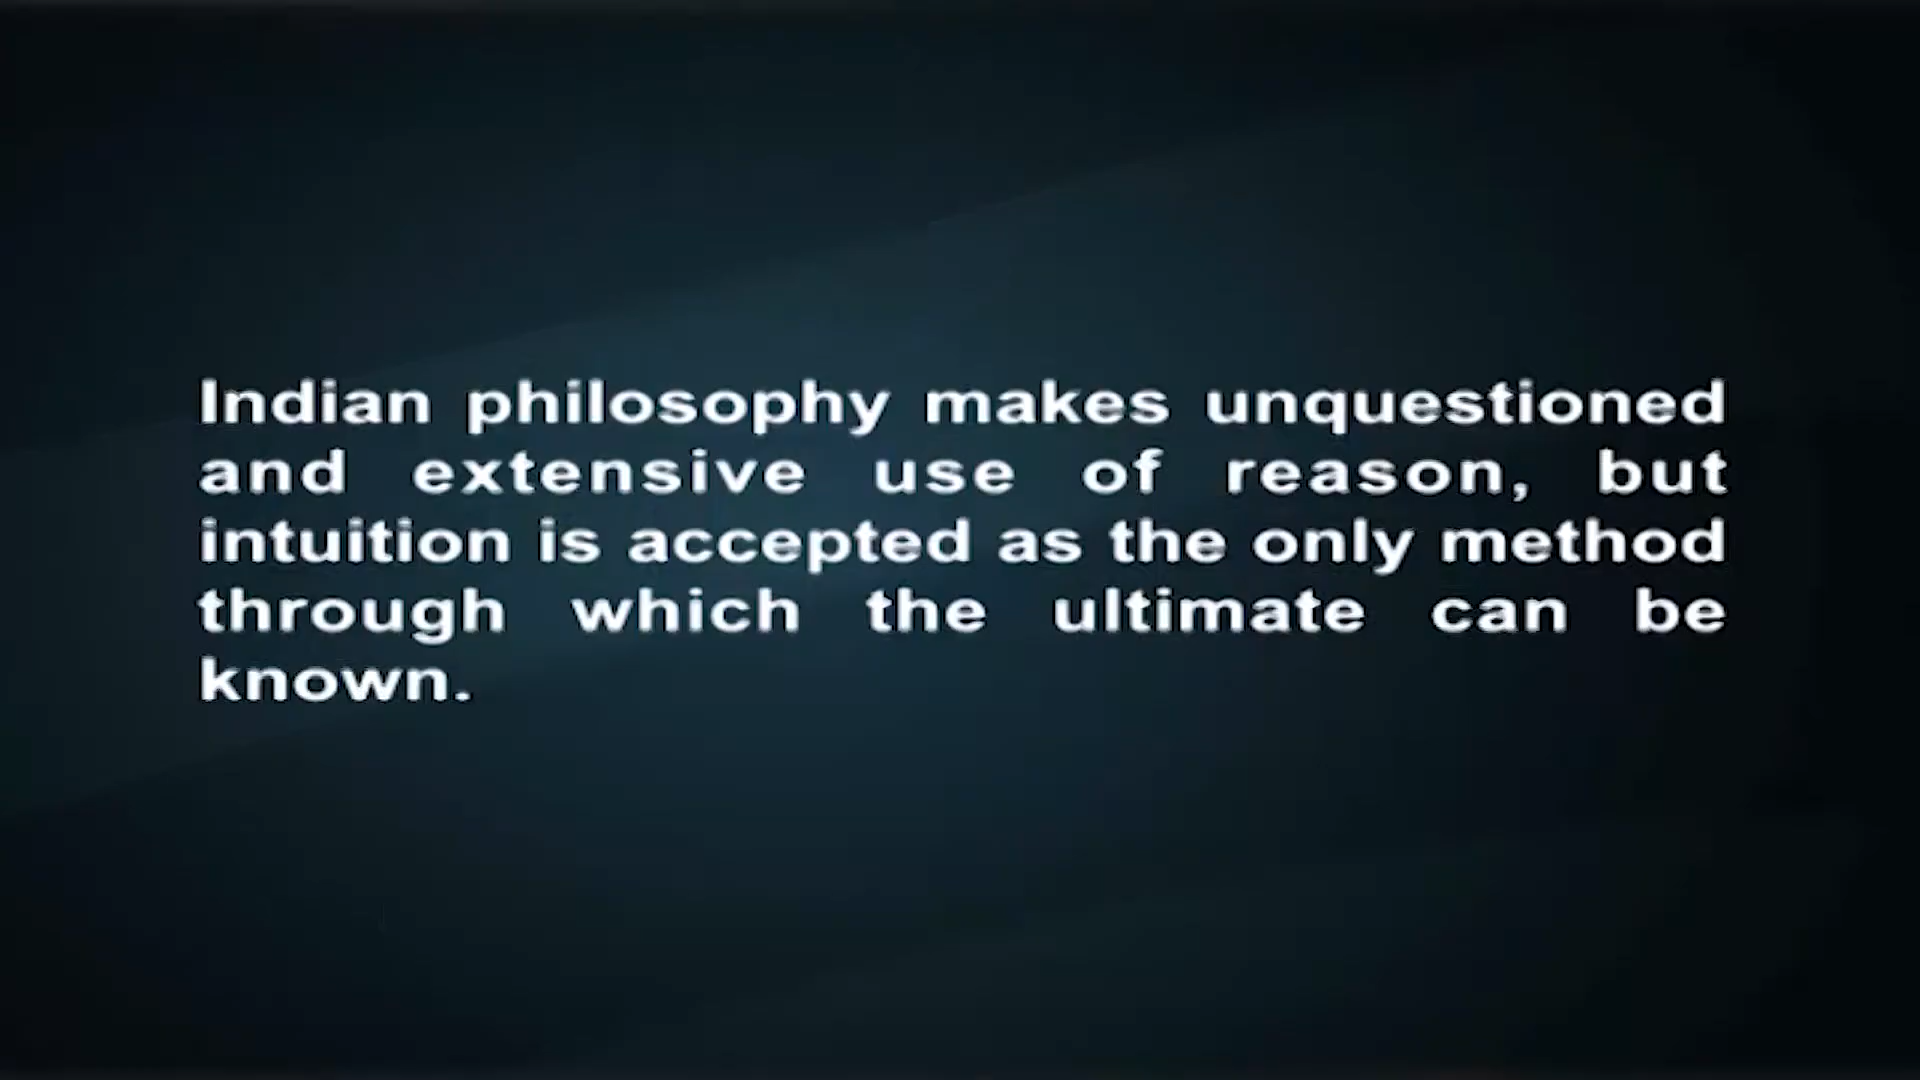 Indian philosophy makes unquestioned
and extensive use of reason, but
intuition is accepted as the only method
through which the ultimate can be
known.